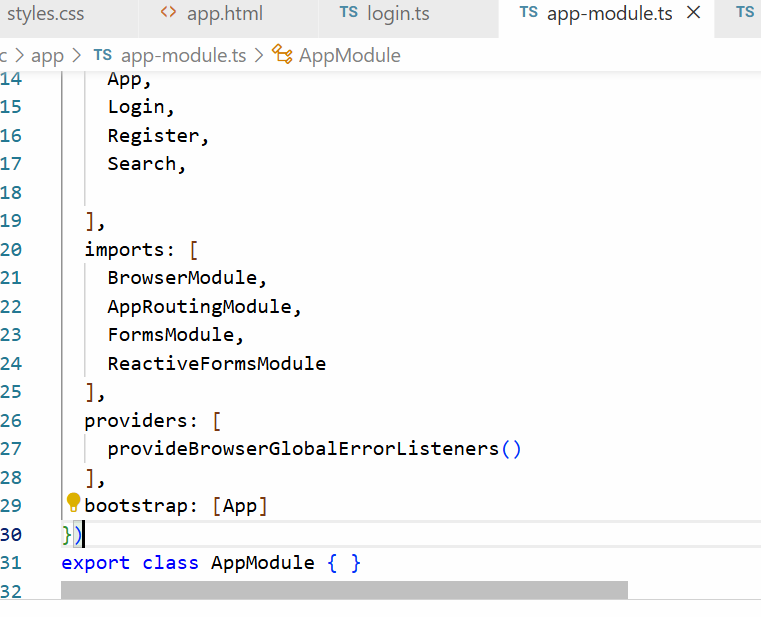 styles.css
<> app.html
TS login.ts
TS app-module.ts
TS
c > app > TS app-module.ts > AppModule
14 App,
15 Login,
16 Register,
17 Search,
18
19 ],
20 imports: [
21 BrowserModule,
22 AppRoutingModule,
23 FormsModule,
24 ReactiveFormsModule
25 ],
26 providers: [
27 provideBrowserGlobalErrorListeners()
28 ],
29 bootstrap: [App]
30 })
31 export class AppModule { }
32